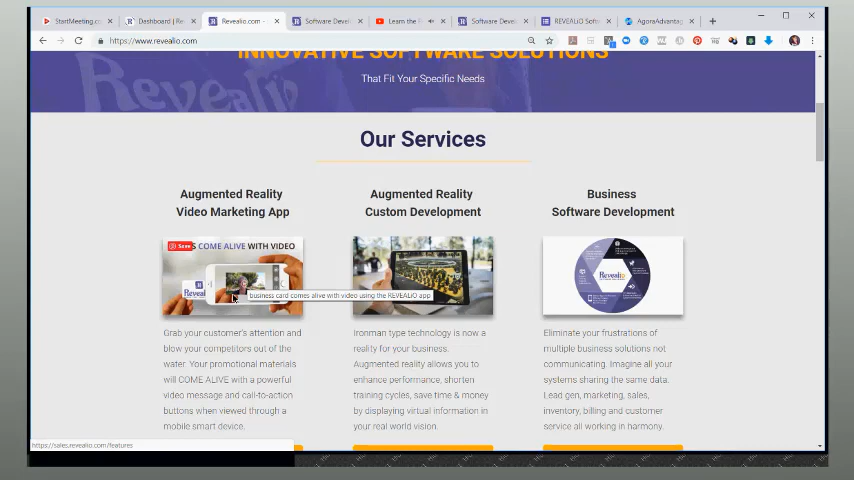 StartMeeting.co
Dashboard | Re
Revealio.com -
Software Devel
Learn the R
Software Devel
REVEALiO Softw
AgoraAdvantag
https://www.revealio.com
INNOVATIVE SOFTWARE SOLUTIONS
That Fit Your Specific Needs
Revealio
Our Services
Augmented Reality
Video Marketing App
Save
S COME ALIVE WITH VIDEO
Reveal
business card comes alive with video using the REVEALiO app
Grab your customer's attention and
blow your competitors out of the
water. Your promotional materials
will COME ALIVE with a powerful
video message and call-to-action
buttons when viewed through a
mobile smart device.
Augmented Reality
Custom Development
Ironman type technology is now a
reality for your business.
Augmented reality allows you to
enhance performance, shorten
training cycles, save time & money
by displaying virtual information in
your real world vision.
Business
Software Development
Revealio
Eliminate your frustrations of
multiple business solutions not
communicating. Imagine all your
systems sharing the same data.
Lead gen, marketing, sales,
inventory, billing and customer
service all working in harmony.
https://sales.revealio.com/features